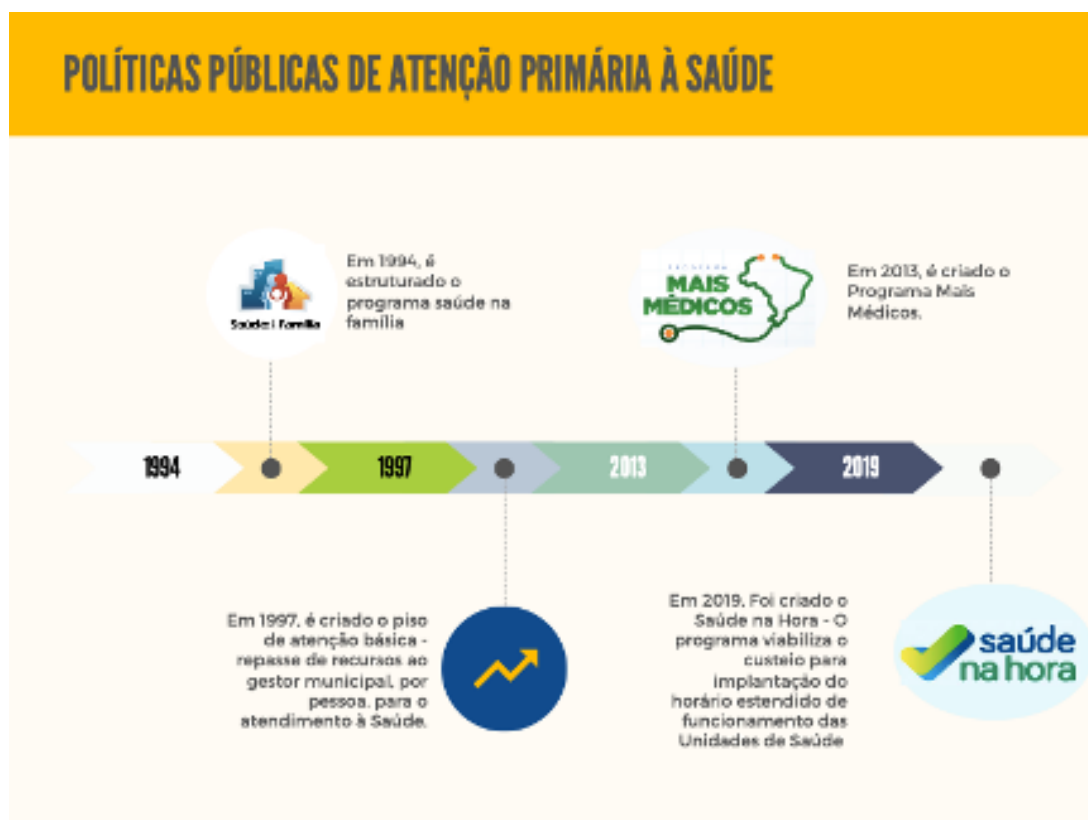 POLÍTICAS PÚBLICAS DE ATENÇÃO PRIMÁRIA À SAÚDE
Saúde: Família
Em 1994, é
estruturado o
programa saúde na
família
PROGRAMA
MAIS
MÉDICOS
Em 2013, é criado o
Programa Mais
Médicos.
1994
1997
2013
2019
Em 1997, é criado o piso
de atenção básica -
repasse de recursos ao
gestor municipal, por
pessoa, para o
atendimento à Saúde.
Em 2019, Foi criado o
Saúde na Hora - O
programa viabiliza o
custeio para
implantação do
horário estendido de
funcionamento das
Unidades de Saúde
saúde
na hora